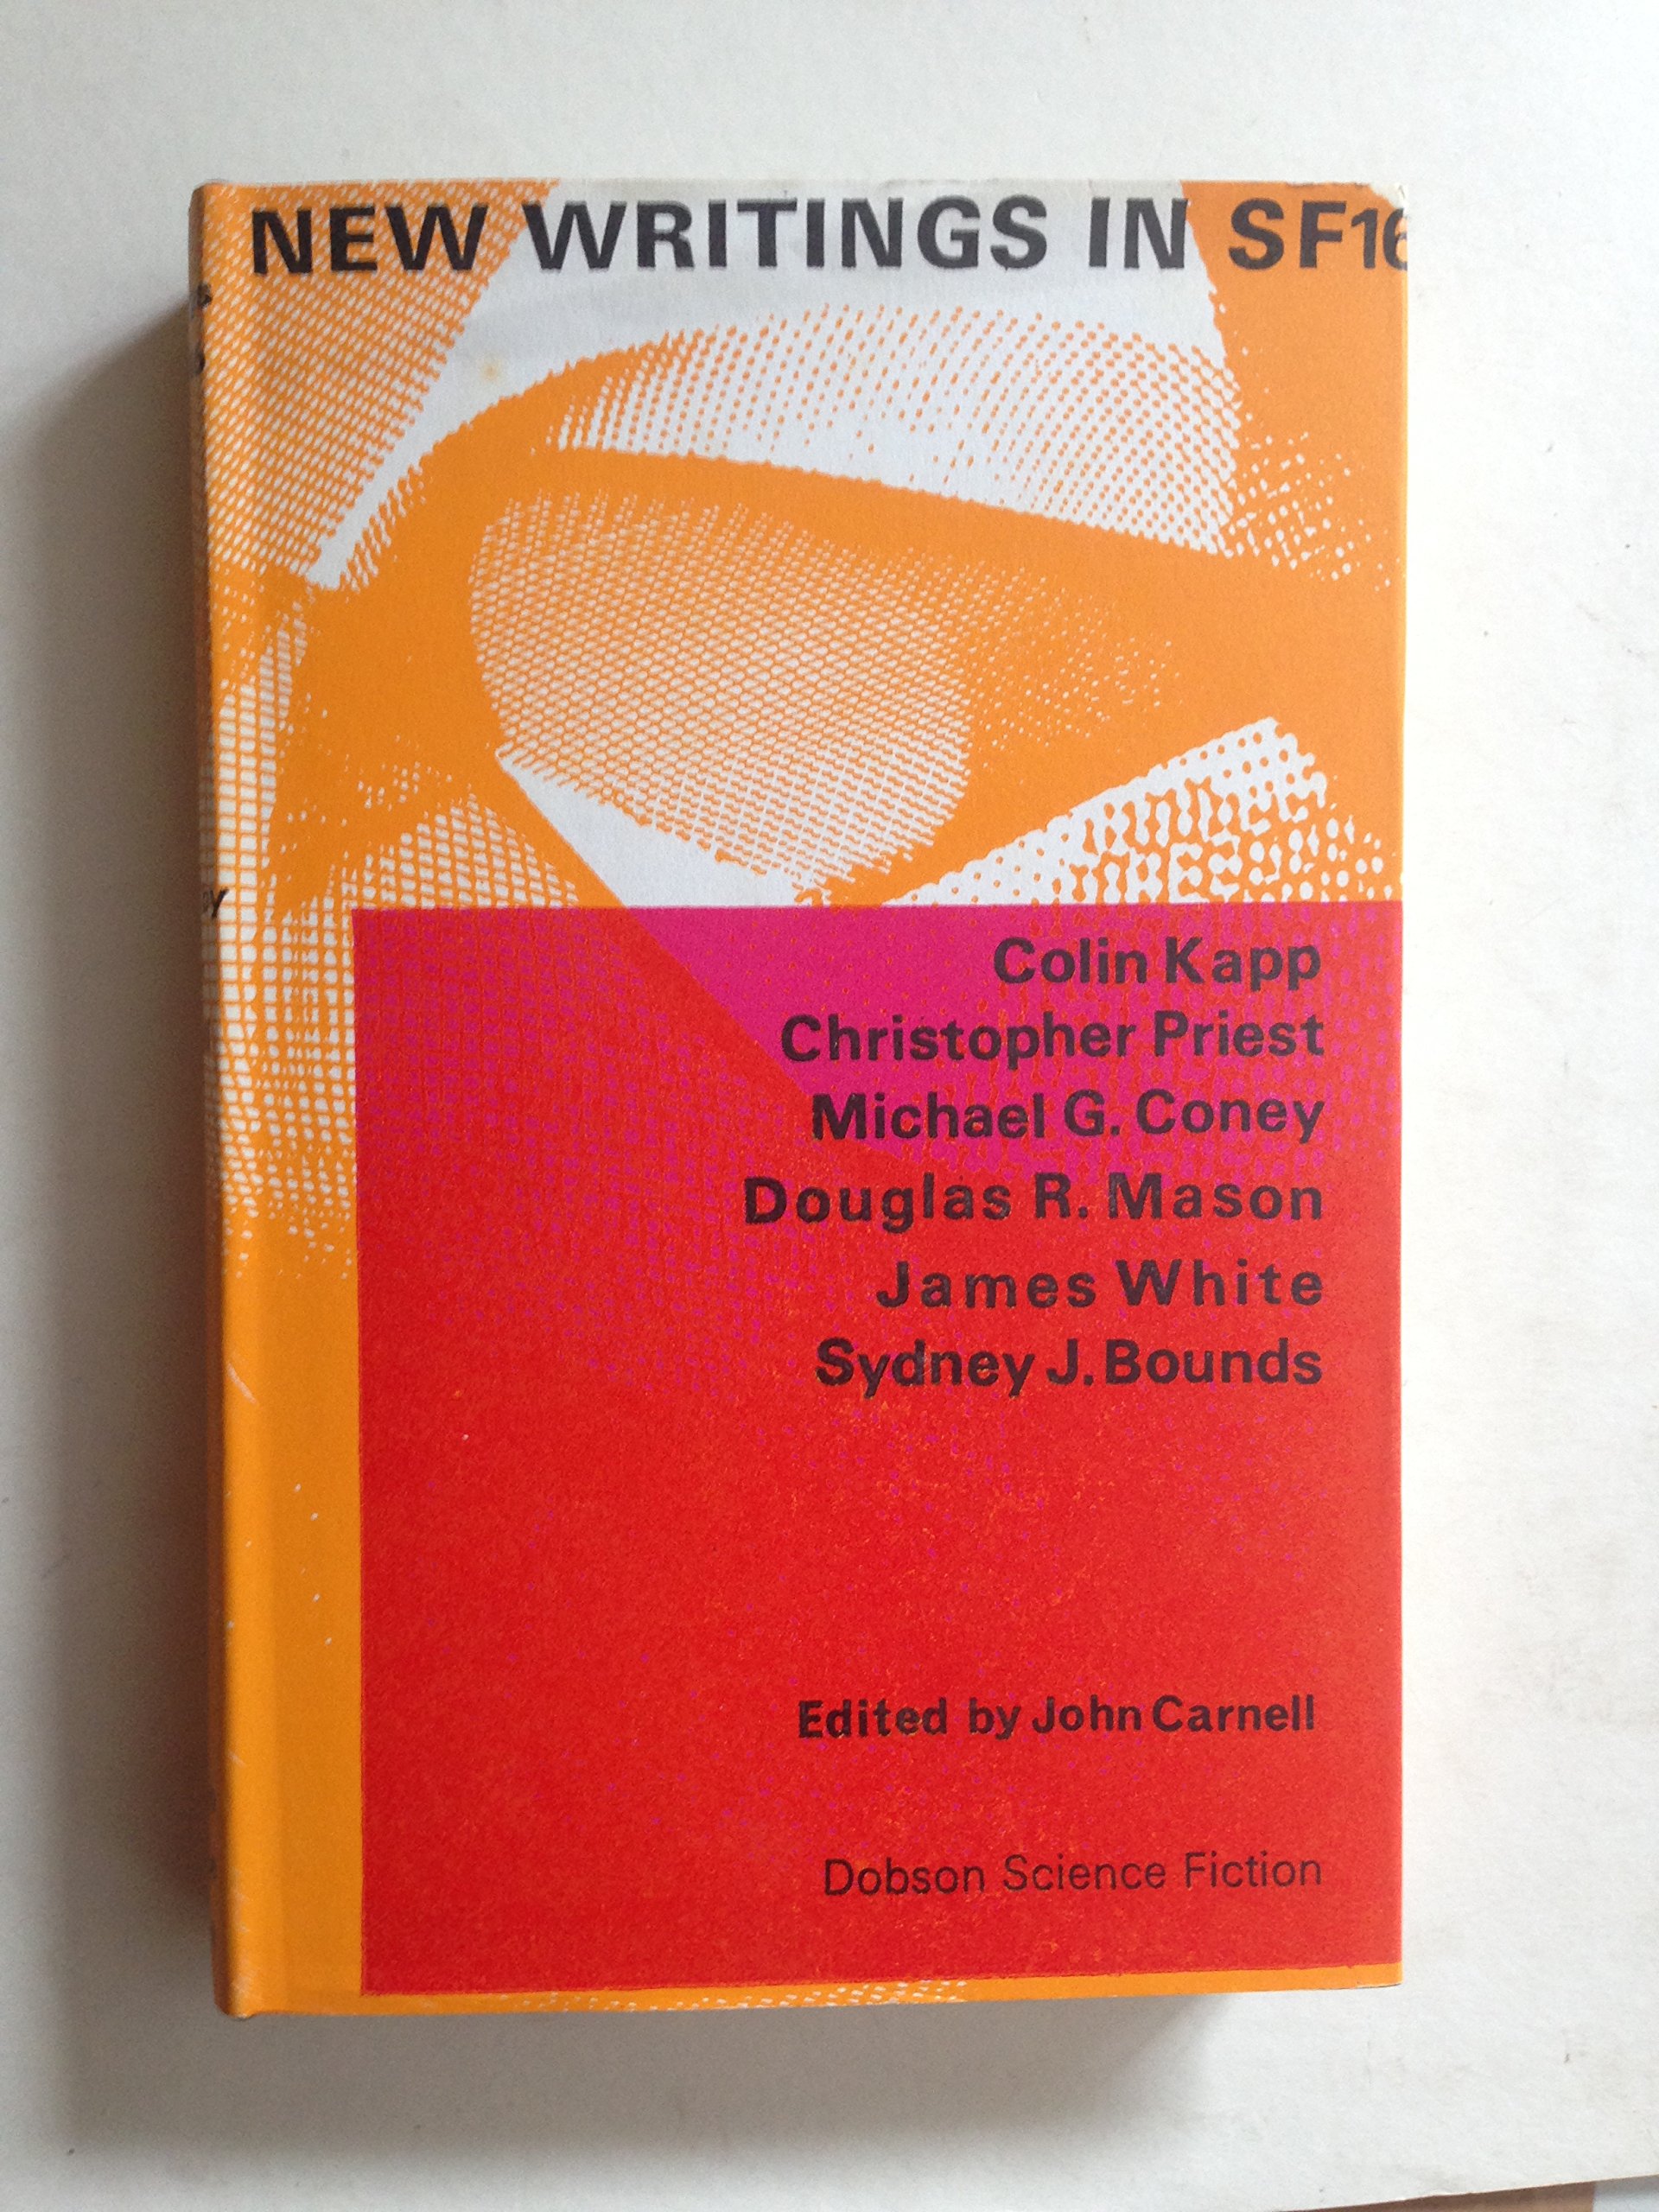 NEW WRITINGS IN SF16
Colin Kapp
Christopher Priest
Michael G. Coney
Douglas R. Mason
James White
Sydney J. Bounds
Edited by John Carnell
Dobson Science Fiction